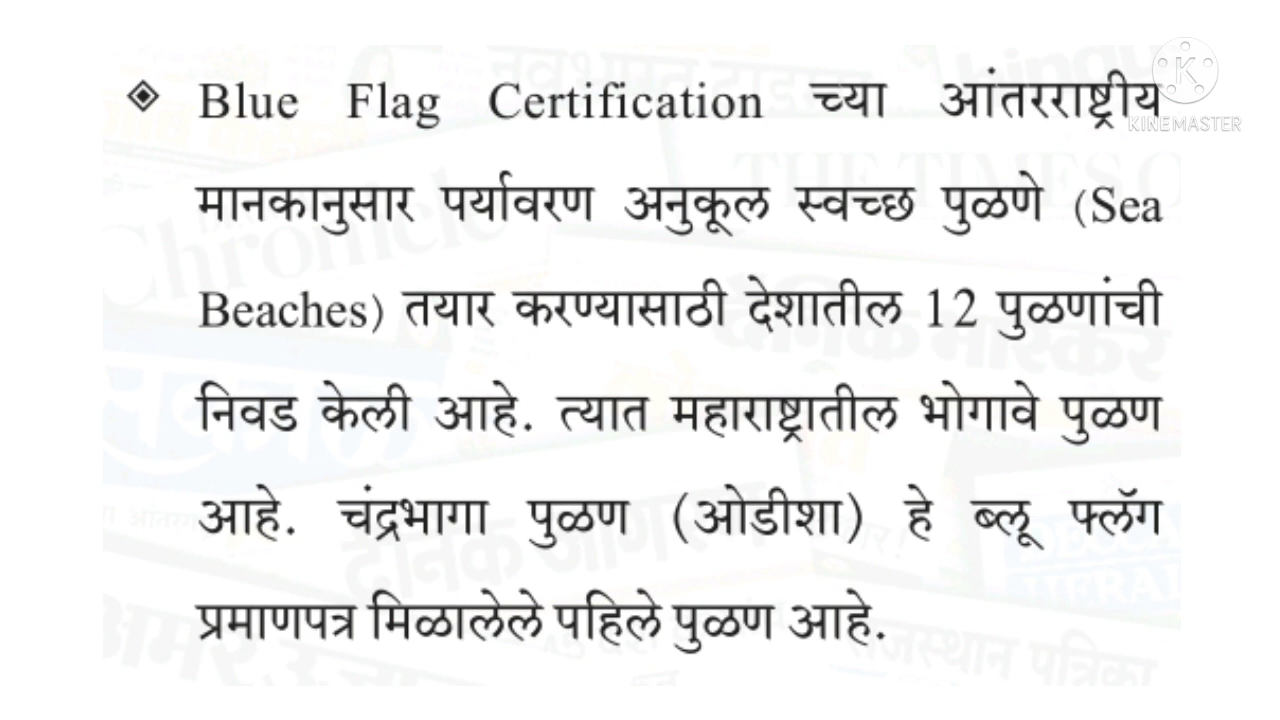 ◈ Blue Flag Certification च्या आंतरराष्ट्रीय
K
KINEMASTER
मानकानुसार पर्यावरण अनुकूल स्वच्छ पुळणे (Sea
Beaches) तयार करण्यासाठी देशातील 12 पुळणांची
निवड केली आहे. त्यात महाराष्ट्रातील भोगावे पुळण
आहे. चंद्रभागा पुळण (ओडीशा) हे ब्लू फ्लॅग
प्रमाणपत्र मिळालेले पहिले पुळण आहे.